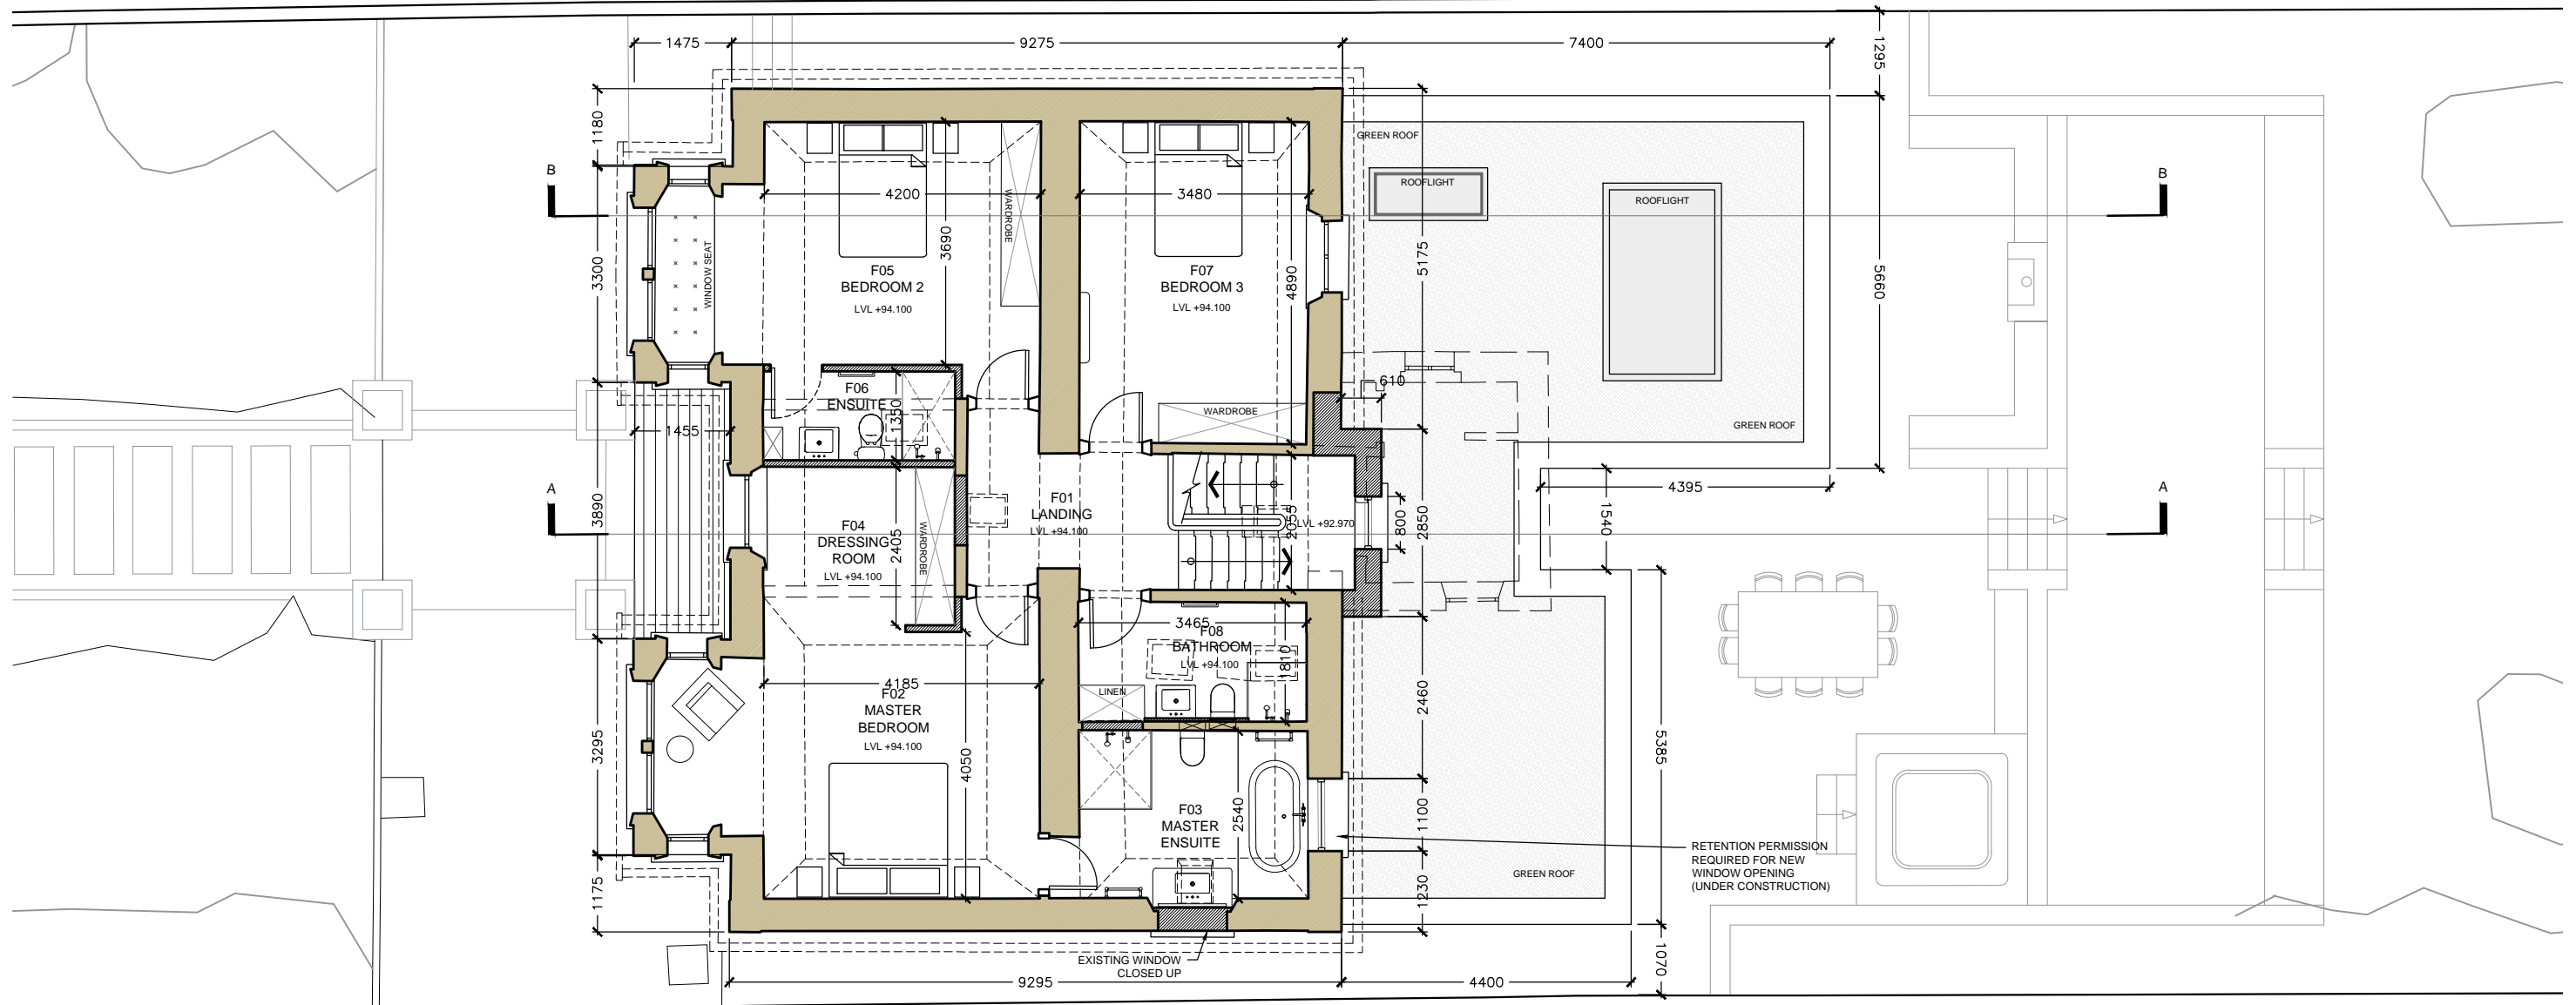 1475
9275
7400
1295
1180
GREEN ROOF
B
ROOFLIGHT
ROOFLIGHT
B
4200
WARDROBE
3480
3690
WINDOW SEAT
3300
F05
BEDROOM 2
LVL +94.100
F07
BEDROOM 3
LVL +94.100
4890
5175
5660
F06
ENSUITE
1350
610
WARDROBE
GREEN ROOF
1455
A
4395
A
3890
F04
DRESSING
ROOM
LVL +94.100
2405
WARDROBE
F01
LANDING
LVL +94.100
2055
LVL +92.970
800
2850
1540
3465
F08
BATHROOM
LVL +94.100
1810
LINEN
4185
F02
MASTER
BEDROOM
LVL +94.100
4050
2460
3295
5385
F03
MASTER
ENSUITE
2540
1100
RETENTION PERMISSION
REQUIRED FOR NEW
WINDOW OPENING
(UNDER CONSTRUCTION)
GREEN ROOF
1175
1230
EXISTING WINDOW
CLOSED UP
1070
9295
4400